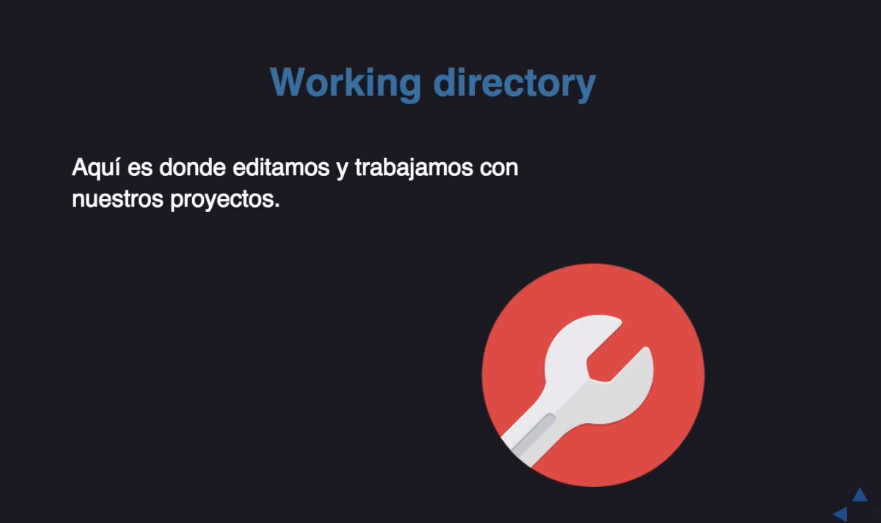 Working directory
Aquí es donde editamos y trabajamos con
nuestros proyectos.